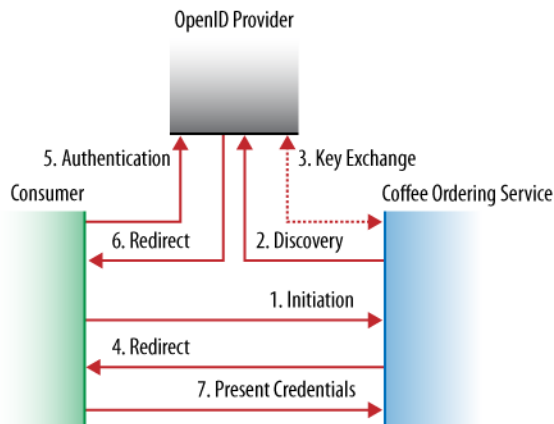 OpenID Provider
5. Authentication
3. Key Exchange
Consumer
Coffee Ordering Service
6. Redirect
2. Discovery
1. Initiation
4. Redirect
7. Present Credentials